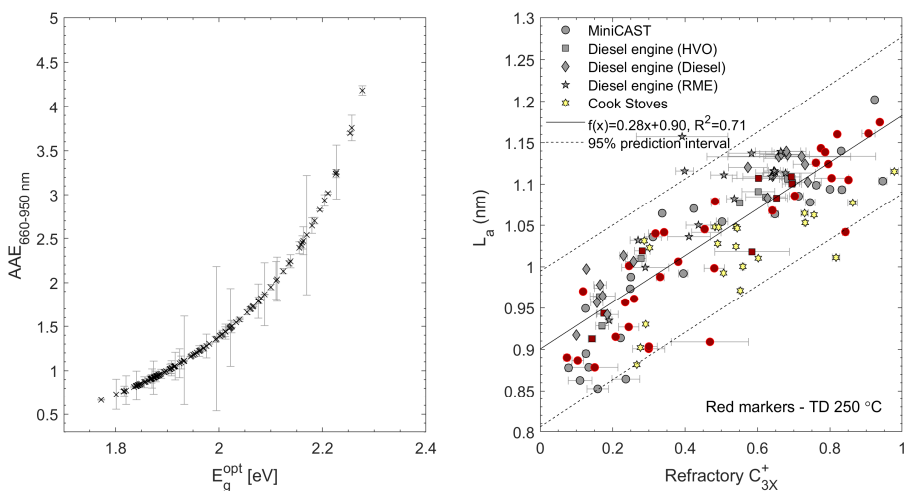 5
4.5
4
3.5
3
2.5
2
1.5
1
0.5
1.8
2
2.2
2.4
AAE660-950 nm
Egopt [eV]
1.3
1.25
1.2
1.15
1.1
1.05
1
0.95
0.9
0.85
0.8
0
0.2
0.4
0.6
0.8
1
La (nm)
Refractory C3X+
MiniCAST
Diesel engine (HVO)
Diesel engine (Diesel)
Diesel engine (RME)
Cook Stoves
f(x)=0.28x+0.90, R2=0.71
95% prediction interval
Red markers - TD 250 °C